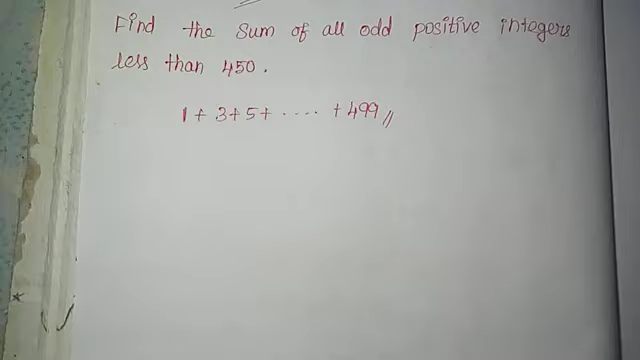 Find the sum of all odd positive integers
less than 450.
1 + 3 + 5 + ..... + 499 //